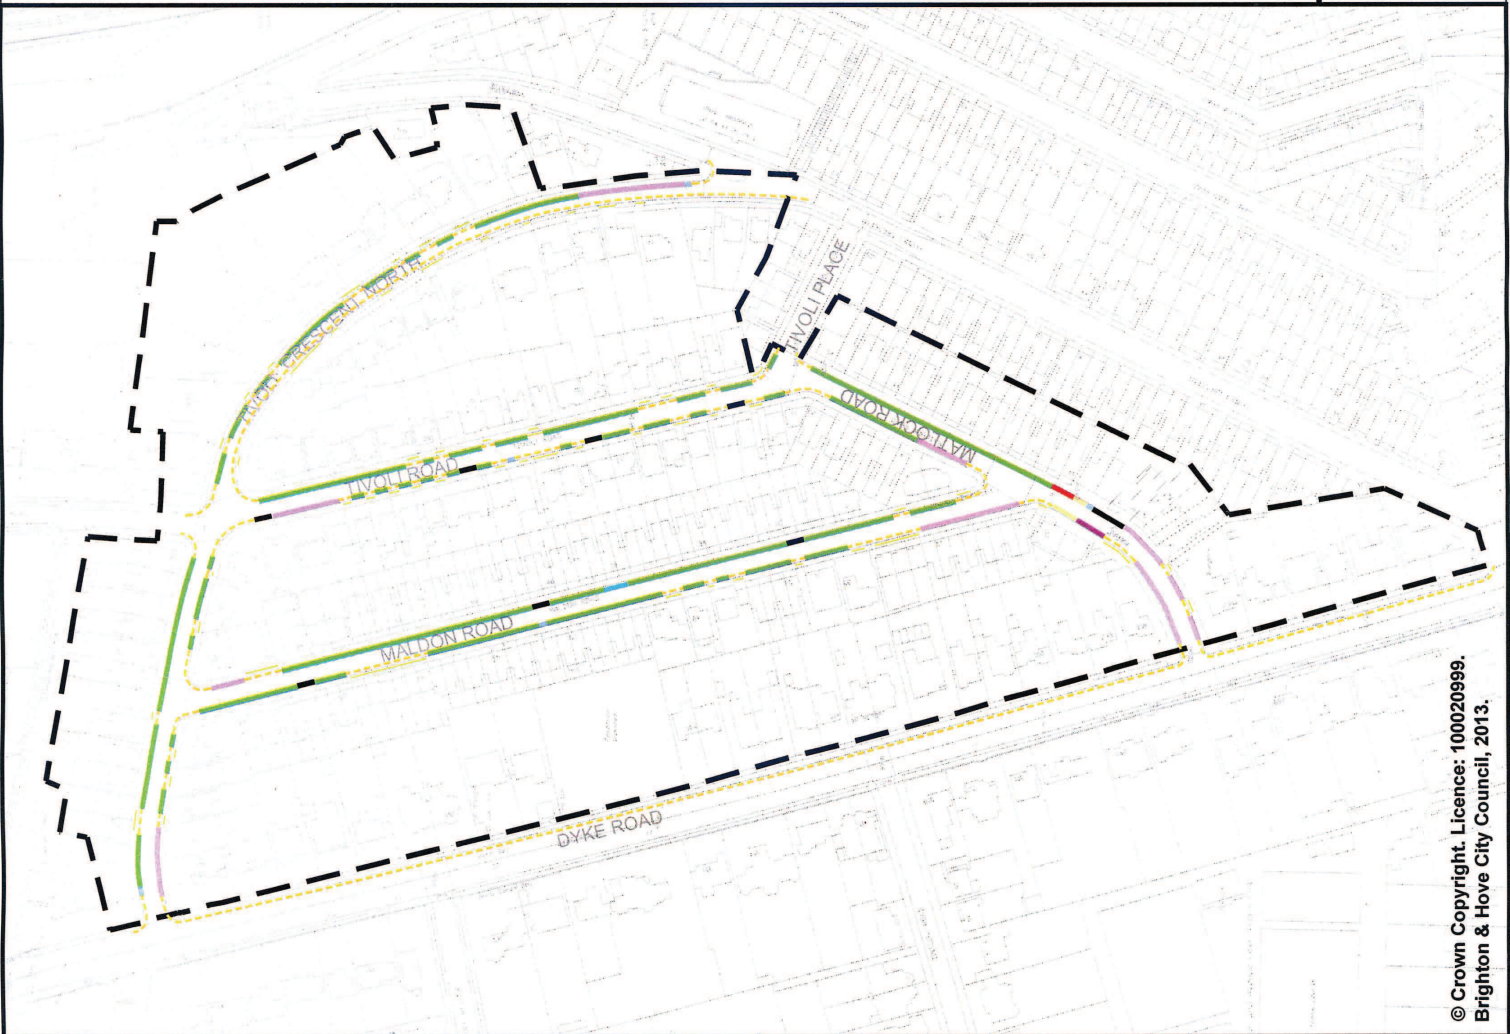 TIVOLI CRESCENT NORTH
TIVOLI PLACE
MATLOCK ROAD
TIVOLI ROAD
MALDON ROAD
DYKE ROAD
© Crown Copyright. Licence: 100020999.
Brighton & Hove City Council, 2013.